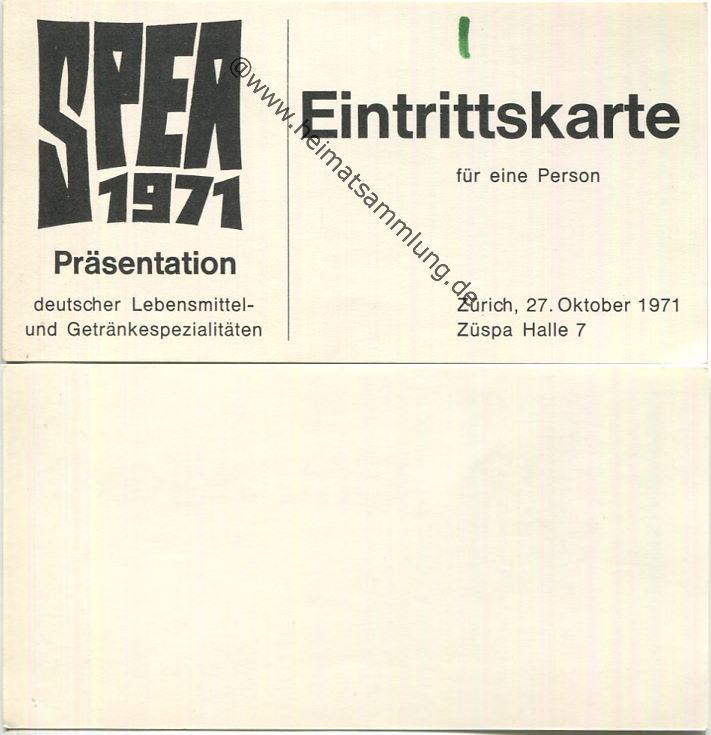 SPEA
1971
Präsentation
deutscher Lebensmittel-
und Getränkespezialitäten
Eintrittskarte
für eine Person
Zürich, 27. Oktober 1971
Züspa Halle 7
@www.heimatsammlung.de